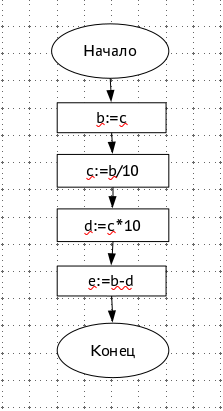 Начало
b:=c
c:=b/10
d:=c*10
e:=b-d
Конец